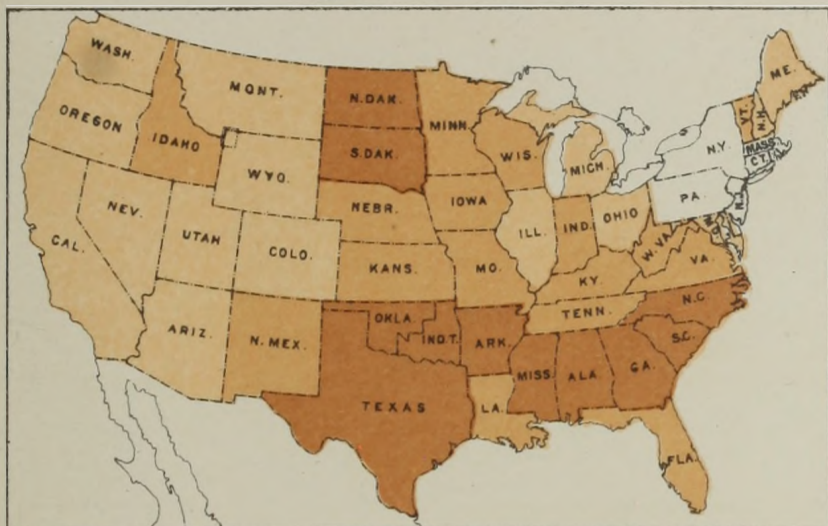 WASH.
MONT.
N.DAK.
MINN.
ME.
OREGON
IDAHO
S.DAK.
WIS.
MICH.
VT.
N.H.
N.Y.
MASS.
CT.
WYO.
NEBR.
IOWA
PA.
N.J.
NEV.
UTAH
COLO.
ILL.
IND.
OHIO
CAL.
KANS.
MO.
W.VA.
VA.
KY.
ARIZ.
N.MEX.
OKLA.
IND.T.
ARK.
TENN.
N.C.
S.C.
TEXAS
LA.
MISS.
ALA.
GA.
FLA.